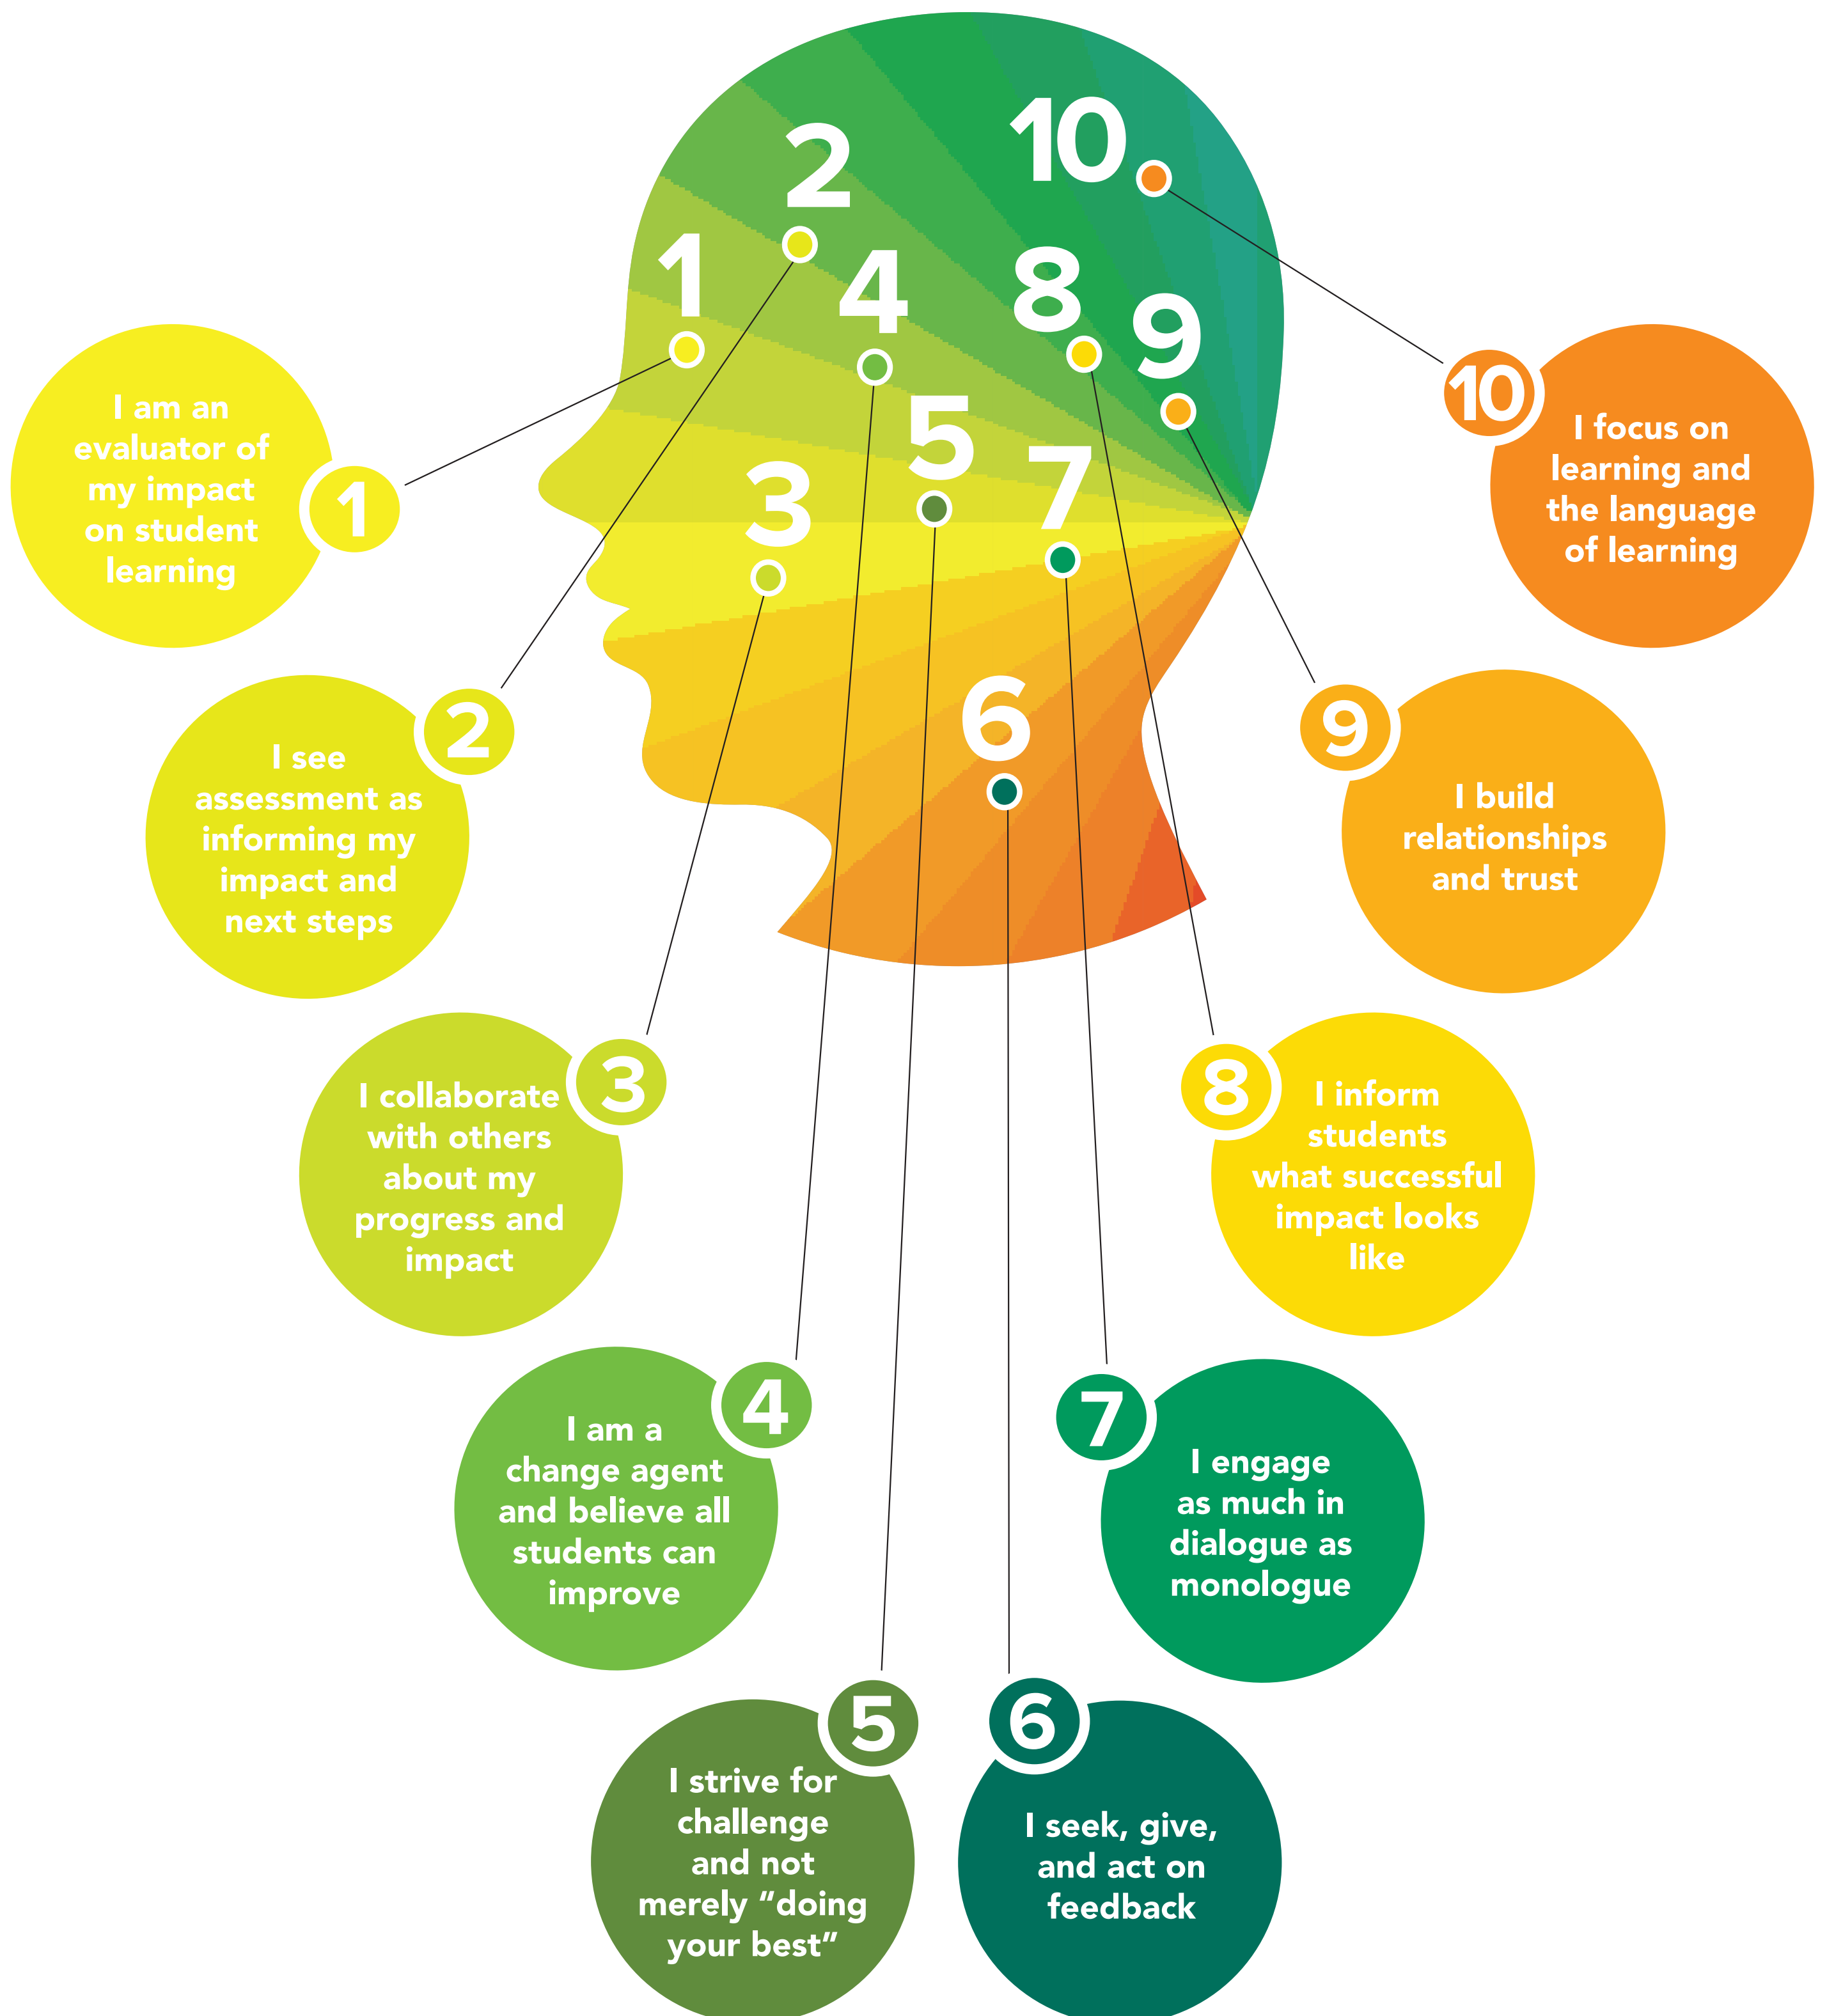 2
10
1
4
8
9
5
7
3
6
1
I am an
evaluator of
my impact
on student
learning
2
I see
assessment as
informing my
impact and
next steps
3
I collaborate
with others
about my
progress and
impact
4
I am a
change agent
and believe all
students can
improve
5
I strive for
challenge
and not
merely “doing
your best”
6
I seek, give,
and act on
feedback
7
I engage
as much in
dialogue as
monologue
8
I inform
students
what successful
impact looks
like
9
I build
relationships
and trust
10
I focus on
learning and
the language
of learning